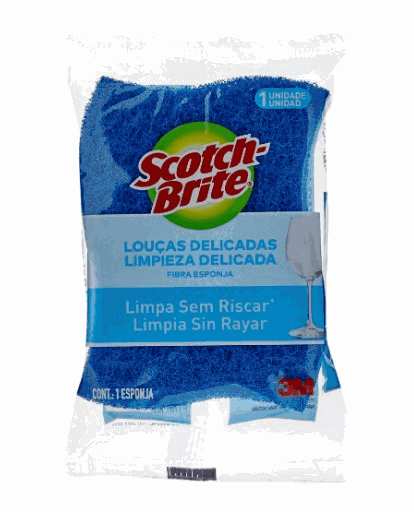 1 UNIDADE
UNIDAD
Scotch-
Brite
LOUÇAS DELICADAS
LIMPIEZA DELICADA
FIBRA ESPONJA
Limpa Sem Riscar*
Limpia Sin Rayar
CONT.: 1 ESPONJA
3M